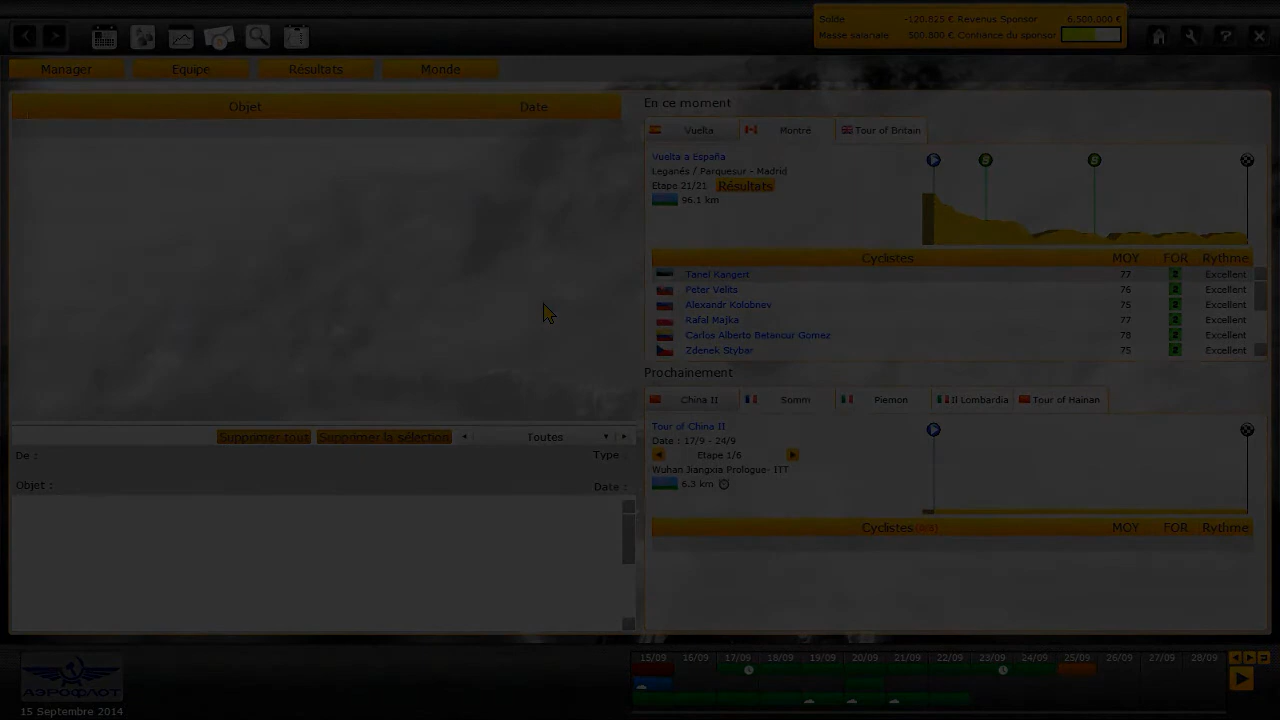 Solde -120.825 € Revenus Sponsor 6.500.000 €
Masse salariale 500.800 € Confiance du sponsor
Manager Equipe Résultats Monde
Objet Date
En ce moment
Vuelta Montré Tour of Britain
Vuelta a España
Leganés / Parquesur - Madrid
Etape 21/21 Résultats
96.1 km
S S
Cyclistes MOY FOR Rythme
Tanel Kangert 77 2 Excellent
Peter Velits 76 2 Excellent
Alexandr Kolobnev 75 2 Excellent
Rafal Majka 77 2 Excellent
Carlos Alberto Betancur Gomez 78 2 Excellent
Zdenek Stybar 75 2 Excellent
Prochainement
China II Somm Piemon Il Lombardia Tour of Hainan
Tour of China II
Date : 17/9 - 24/9
Etape 1/6
Wuhan Jiangxia Prologue- ITT
6.3 km
Cyclistes MOY FOR Rythme
Supprimer tout Supprimer la sélection Toutes
De : Type :
Objet : Date :
15/09 16/09 17/09 18/09 19/09 20/09 21/09 22/09 23/09 24/09 25/09 26/09 27/09 28/09
АЭРОФЛОТ
15 Septembre 2014